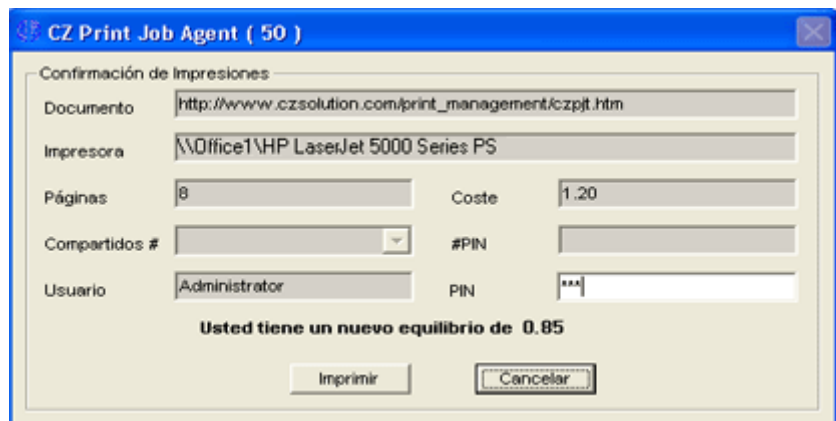 CZ Print Job Agent ( 50 )
Confirmación de Impresiones
Documento http://www.czsolution.com/print_management/czpjt.htm
Impresora \\Office1\HP LaserJet 5000 Series PS
Páginas 8 Coste 1.20
Compartidos # #PIN
Usuario Administrator PIN ***
Usted tiene un nuevo equilibrio de 0.85
Imprimir Cancelar